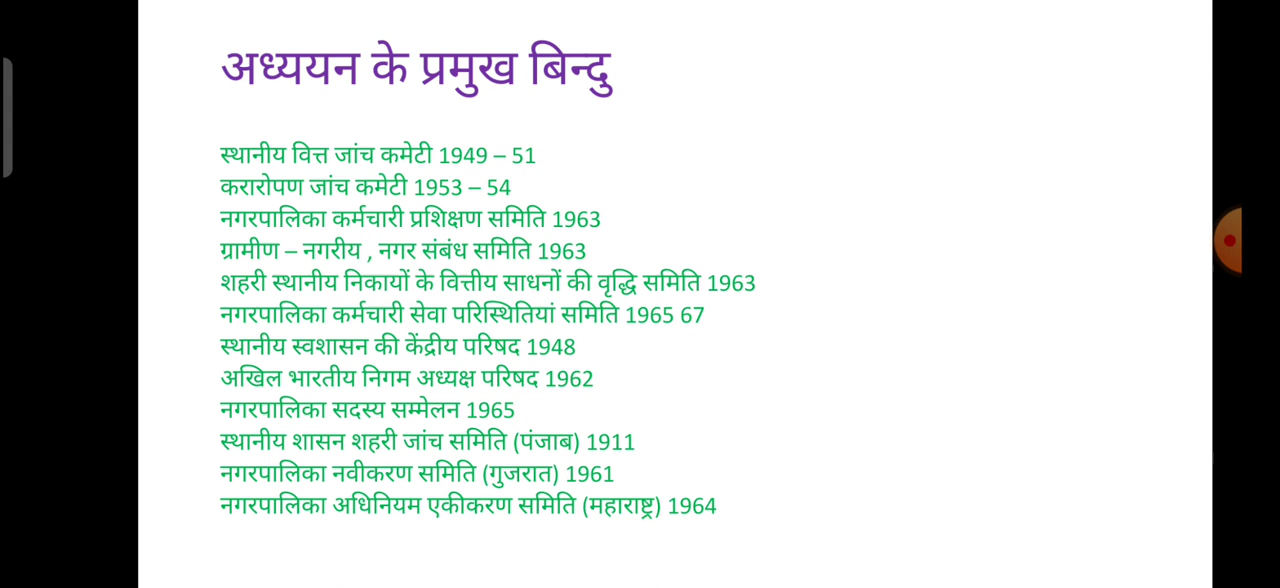 अध्ययन के प्रमुख बिन्दु
स्थानीय वित्त जांच कमेटी 1949 – 51
करारोपण जांच कमेटी 1953 – 54
नगरपालिका कर्मचारी प्रशिक्षण समिति 1963
ग्रामीण – नगरीय , नगर संबंध समिति 1963
शहरी स्थानीय निकायों के वित्तीय साधनों की वृद्धि समिति 1963
नगरपालिका कर्मचारी सेवा परिस्थितियां समिति 1965 67
स्थानीय स्वशासन की केंद्रीय परिषद 1948
अखिल भारतीय निगम अध्यक्ष परिषद 1962
नगरपालिका सदस्य सम्मेलन 1965
स्थानीय शासन शहरी जांच समिति (पंजाब) 1911
नगरपालिका नवीकरण समिति (गुजरात) 1961
नगरपालिका अधिनियम एकीकरण समिति (महाराष्ट्र) 1964